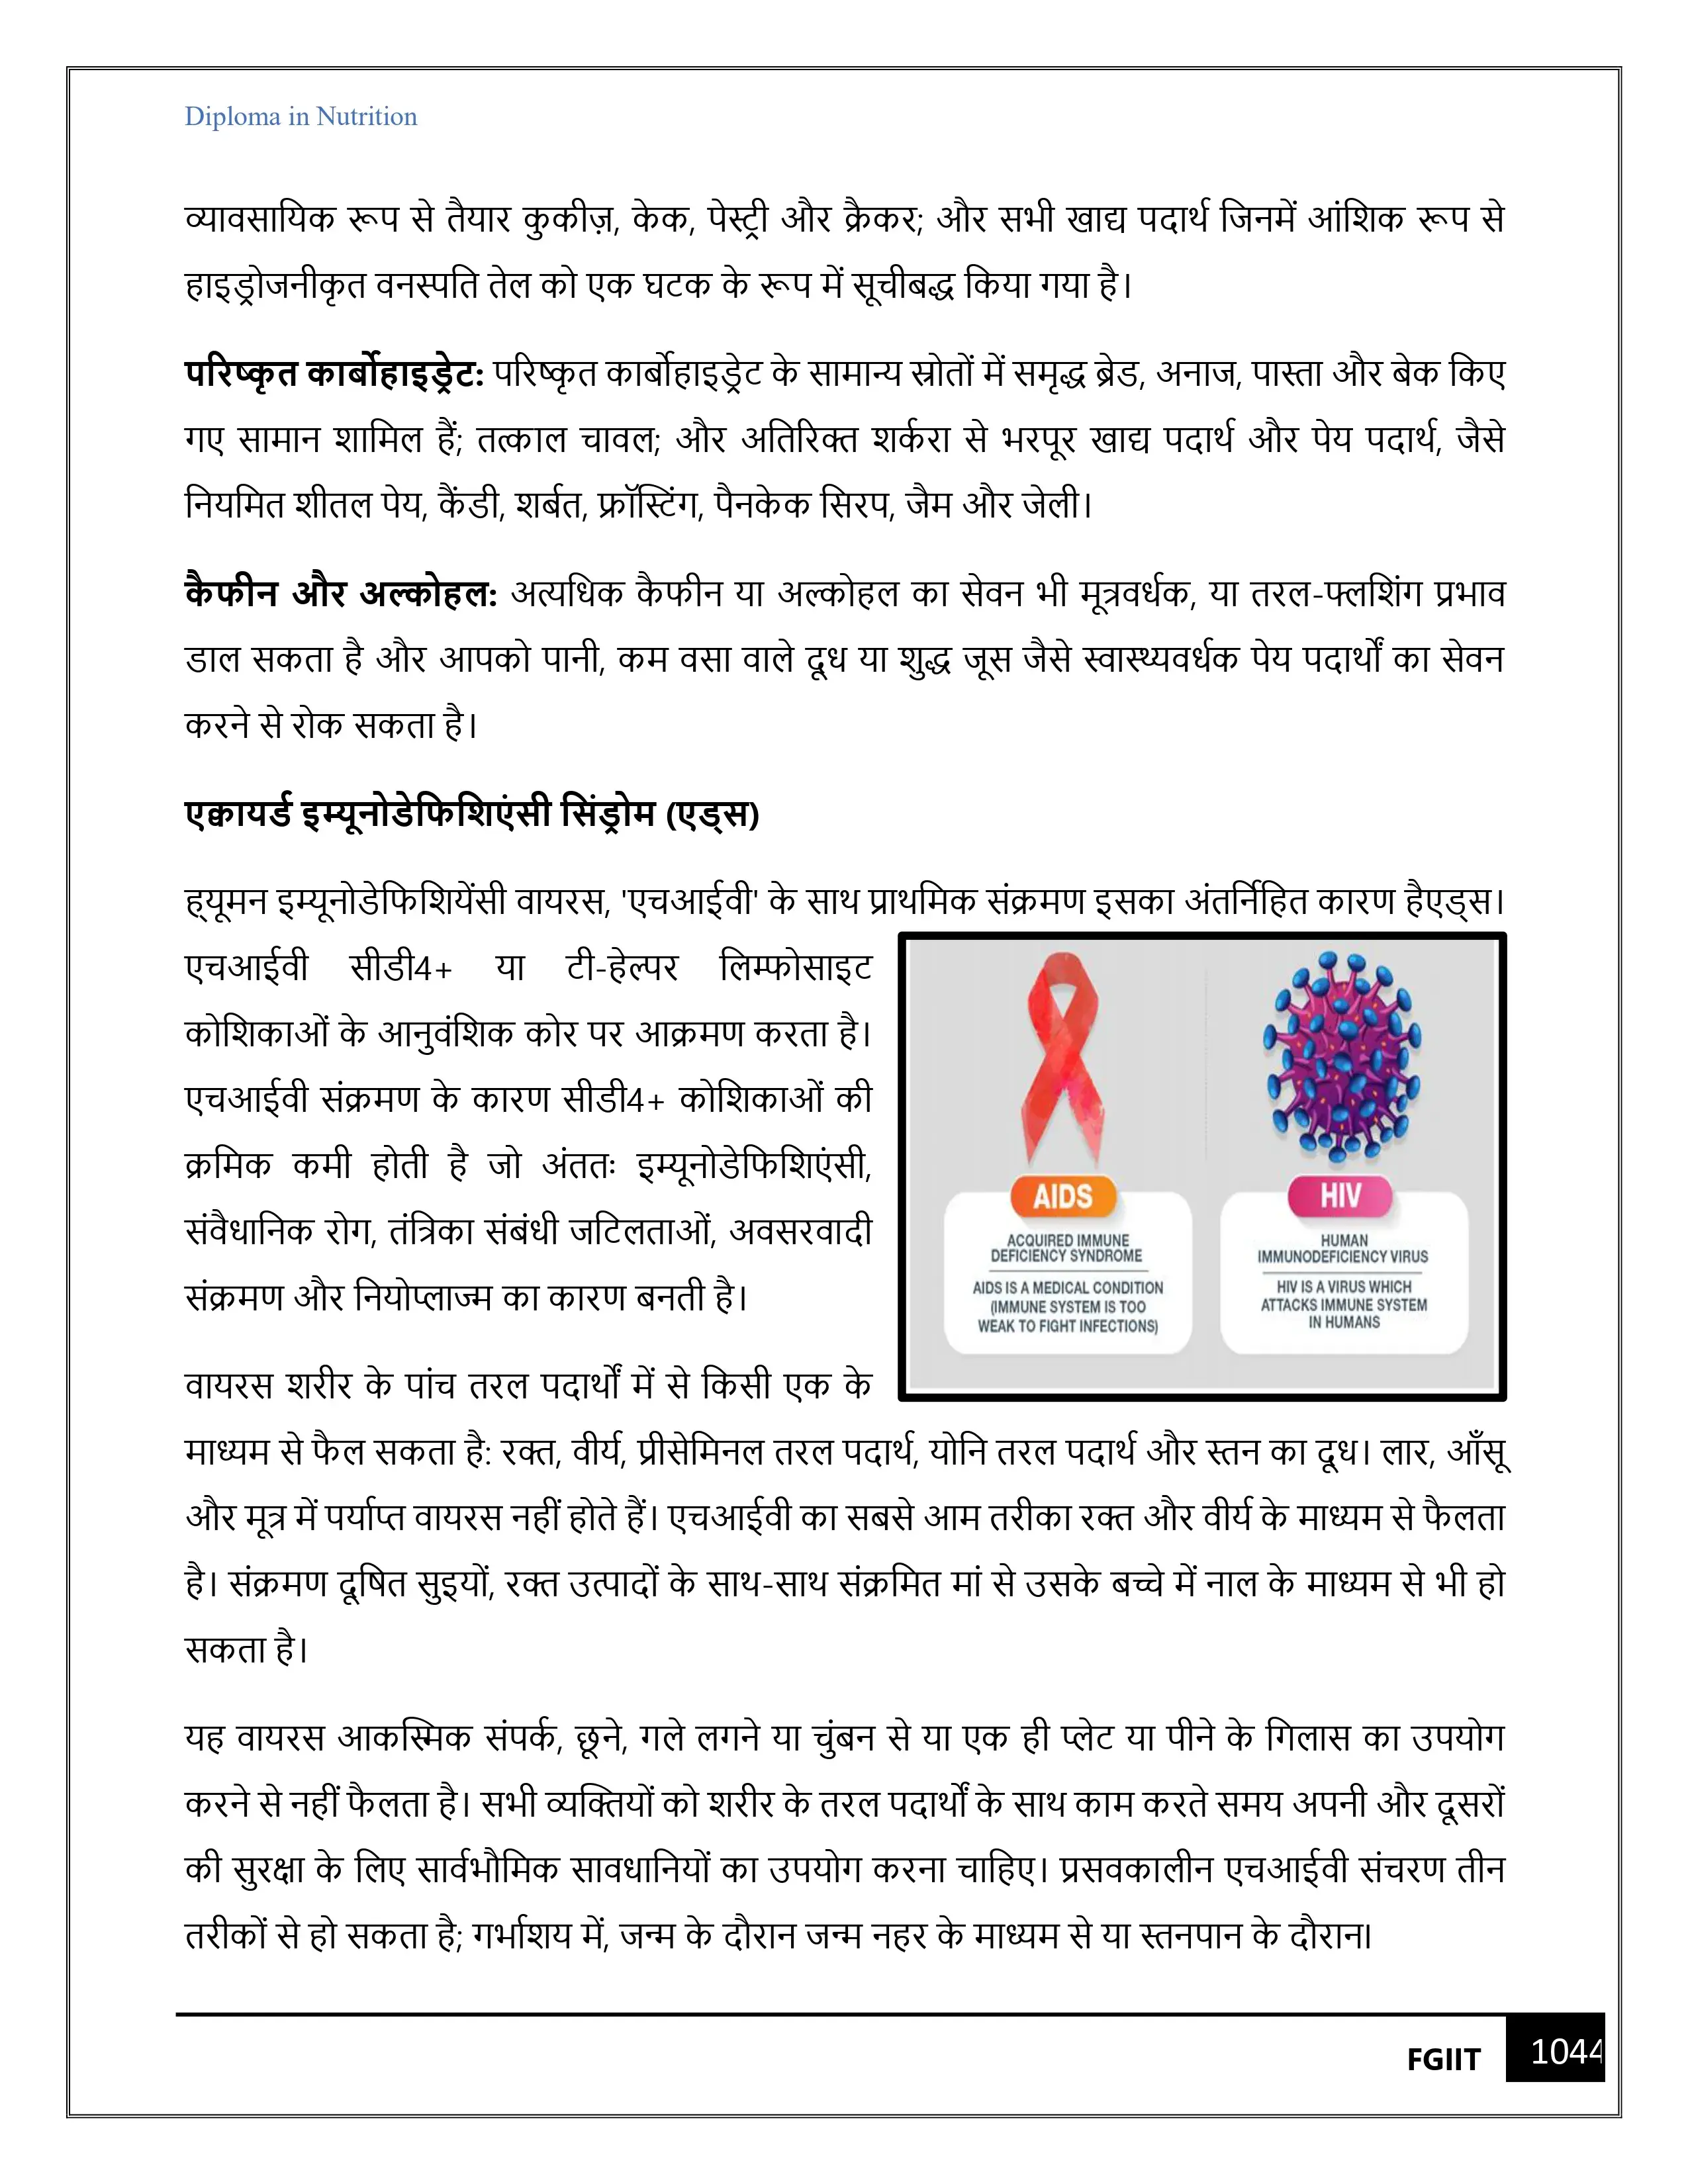 Diploma in Nutrition
व्यावसायिक रूप से तैयार कुकीज़, केक, पेस्ट्री और क्रैकर; और सभी खाद्य पदार्थ जिनमें आंशिक रूप से
हाइड्रोजनीकृत वनस्पति तेल को एक घटक के रूप में सूचीबद्ध किया गया है।
परिष्कृत कार्बोहाइड्रेट: परिष्कृत कार्बोहाइड्रेट के सामान्य स्रोतों में समृद्ध ब्रेड, अनाज, पास्ता और बेक किए
गए सामान शामिल हैं; तत्काल चावल; और अतिरिक्त शर्करा से भरपूर खाद्य पदार्थ और पेय पदार्थ, जैसे
नियमित शीतल पेय, कैंडी, शर्बत, फ्रॉस्टिंग, पैनकेक सिरप, जैम और जेली।
कैफीन और अल्कोहल: अत्यधिक कैफीन या अल्कोहल का सेवन भी मूत्रवर्धक, या तरल-फ्लशिंग प्रभाव
डाल सकता है और आपको पानी, कम वसा वाले दूध या शुद्ध जूस जैसे स्वास्थ्यवर्धक पेय पदार्थों का सेवन
करने से रोक सकता है।
एक्वायर्ड इम्यूनोडेफिशिएंसी सिंड्रोम (एड्स)
ह्यूमन इम्यूनोडेफिशियेंसी वायरस, 'एचआईवी' के साथ प्राथमिक संक्रमण इसका अंतर्निहित कारण हैएड्स।
एचआईवी सीडी4+ या टी-हेल्पर लिम्फोसाइट
कोशिकाओं के आनुवंशिक कोर पर आक्रमण करता है।
एचआईवी संक्रमण के कारण सीडी4+ कोशिकाओं की
क्रमिक कमी होती है जो अंततः इम्यूनोडेफिशिएंसी,
संवैधानिक रोग, तंत्रिका संबंधी जटिलताओं, अवसरवादी
संक्रमण और नियोप्लाज्म का कारण बनती है।
AIDS
ACQUIRED IMMUNE
DEFICIENCY SYNDROME
AIDS IS A MEDICAL CONDITION
(IMMUNE SYSTEM IS TOO
WEAK TO FIGHT INFECTIONS)
HIV
HUMAN
IMMUNODEFICIENCY VIRUS
HIV IS A VIRUS WHICH
ATTACKS IMMUNE SYSTEM
IN HUMANS
वायरस शरीर के पांच तरल पदार्थों में से किसी एक के
माध्यम से फैल सकता है: रक्त, वीर्य, प्रीसेमिनल तरल पदार्थ, योनि तरल पदार्थ और स्तन का दूध। लार, आँसू
और मूत्र में पर्याप्त वायरस नहीं होते हैं। एचआईवी का सबसे आम तरीका रक्त और वीर्य के माध्यम से फैलता
है। संक्रमण दूषित सुइयों, रक्त उत्पादों के साथ-साथ संक्रमित मां से उसके बच्चे में नाल के माध्यम से भी हो
सकता है।
यह वायरस आकस्मिक संपर्क, छूने, गले लगने या चुंबन से या एक ही प्लेट या पीने के गिलास का उपयोग
करने से नहीं फैलता है। सभी व्यक्तियों को शरीर के तरल पदार्थों के साथ काम करते समय अपनी और दूसरों
की सुरक्षा के लिए सार्वभौमिक सावधानियों का उपयोग करना चाहिए। प्रसवकालीन एचआईवी संचरण तीन
तरीकों से हो सकता है; गर्भाशय में, जन्म के दौरान जन्म नहर के माध्यम से या स्तनपान के दौरान।
FGIIT 1044